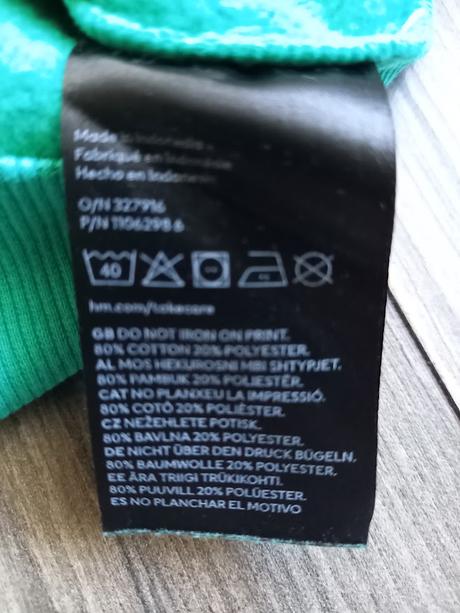 Made in Indonesia
Fabriqué en Indonésie
Hecho en Indonesia
O/N 327916
P/N 1106298 6
40
hm.com/takecare
GB DO NOT IRON ON PRINT.
80% COTTON 20% POLYESTER.
AL MOS HEKUROSNI MBI SHTYPJET.
80% PAMBUK 20% POLIESTËR.
CAT NO PLANXEU LA IMPRESSIÓ.
80% COTÓ 20% POLIÈSTER.
CZ NEŽEHLETE POTISK.
80% BAVLNA 20% POLYESTER.
DE NICHT ÜBER DEN DRUCK BÜGELN.
80% BAUMWOLLE 20% POLYESTER.
EE ÄRA TRIIGI TRÜKIKOHTI.
80% PUUVILL 20% POLÜESTER.
ES NO PLANCHAR EL MOTIVO